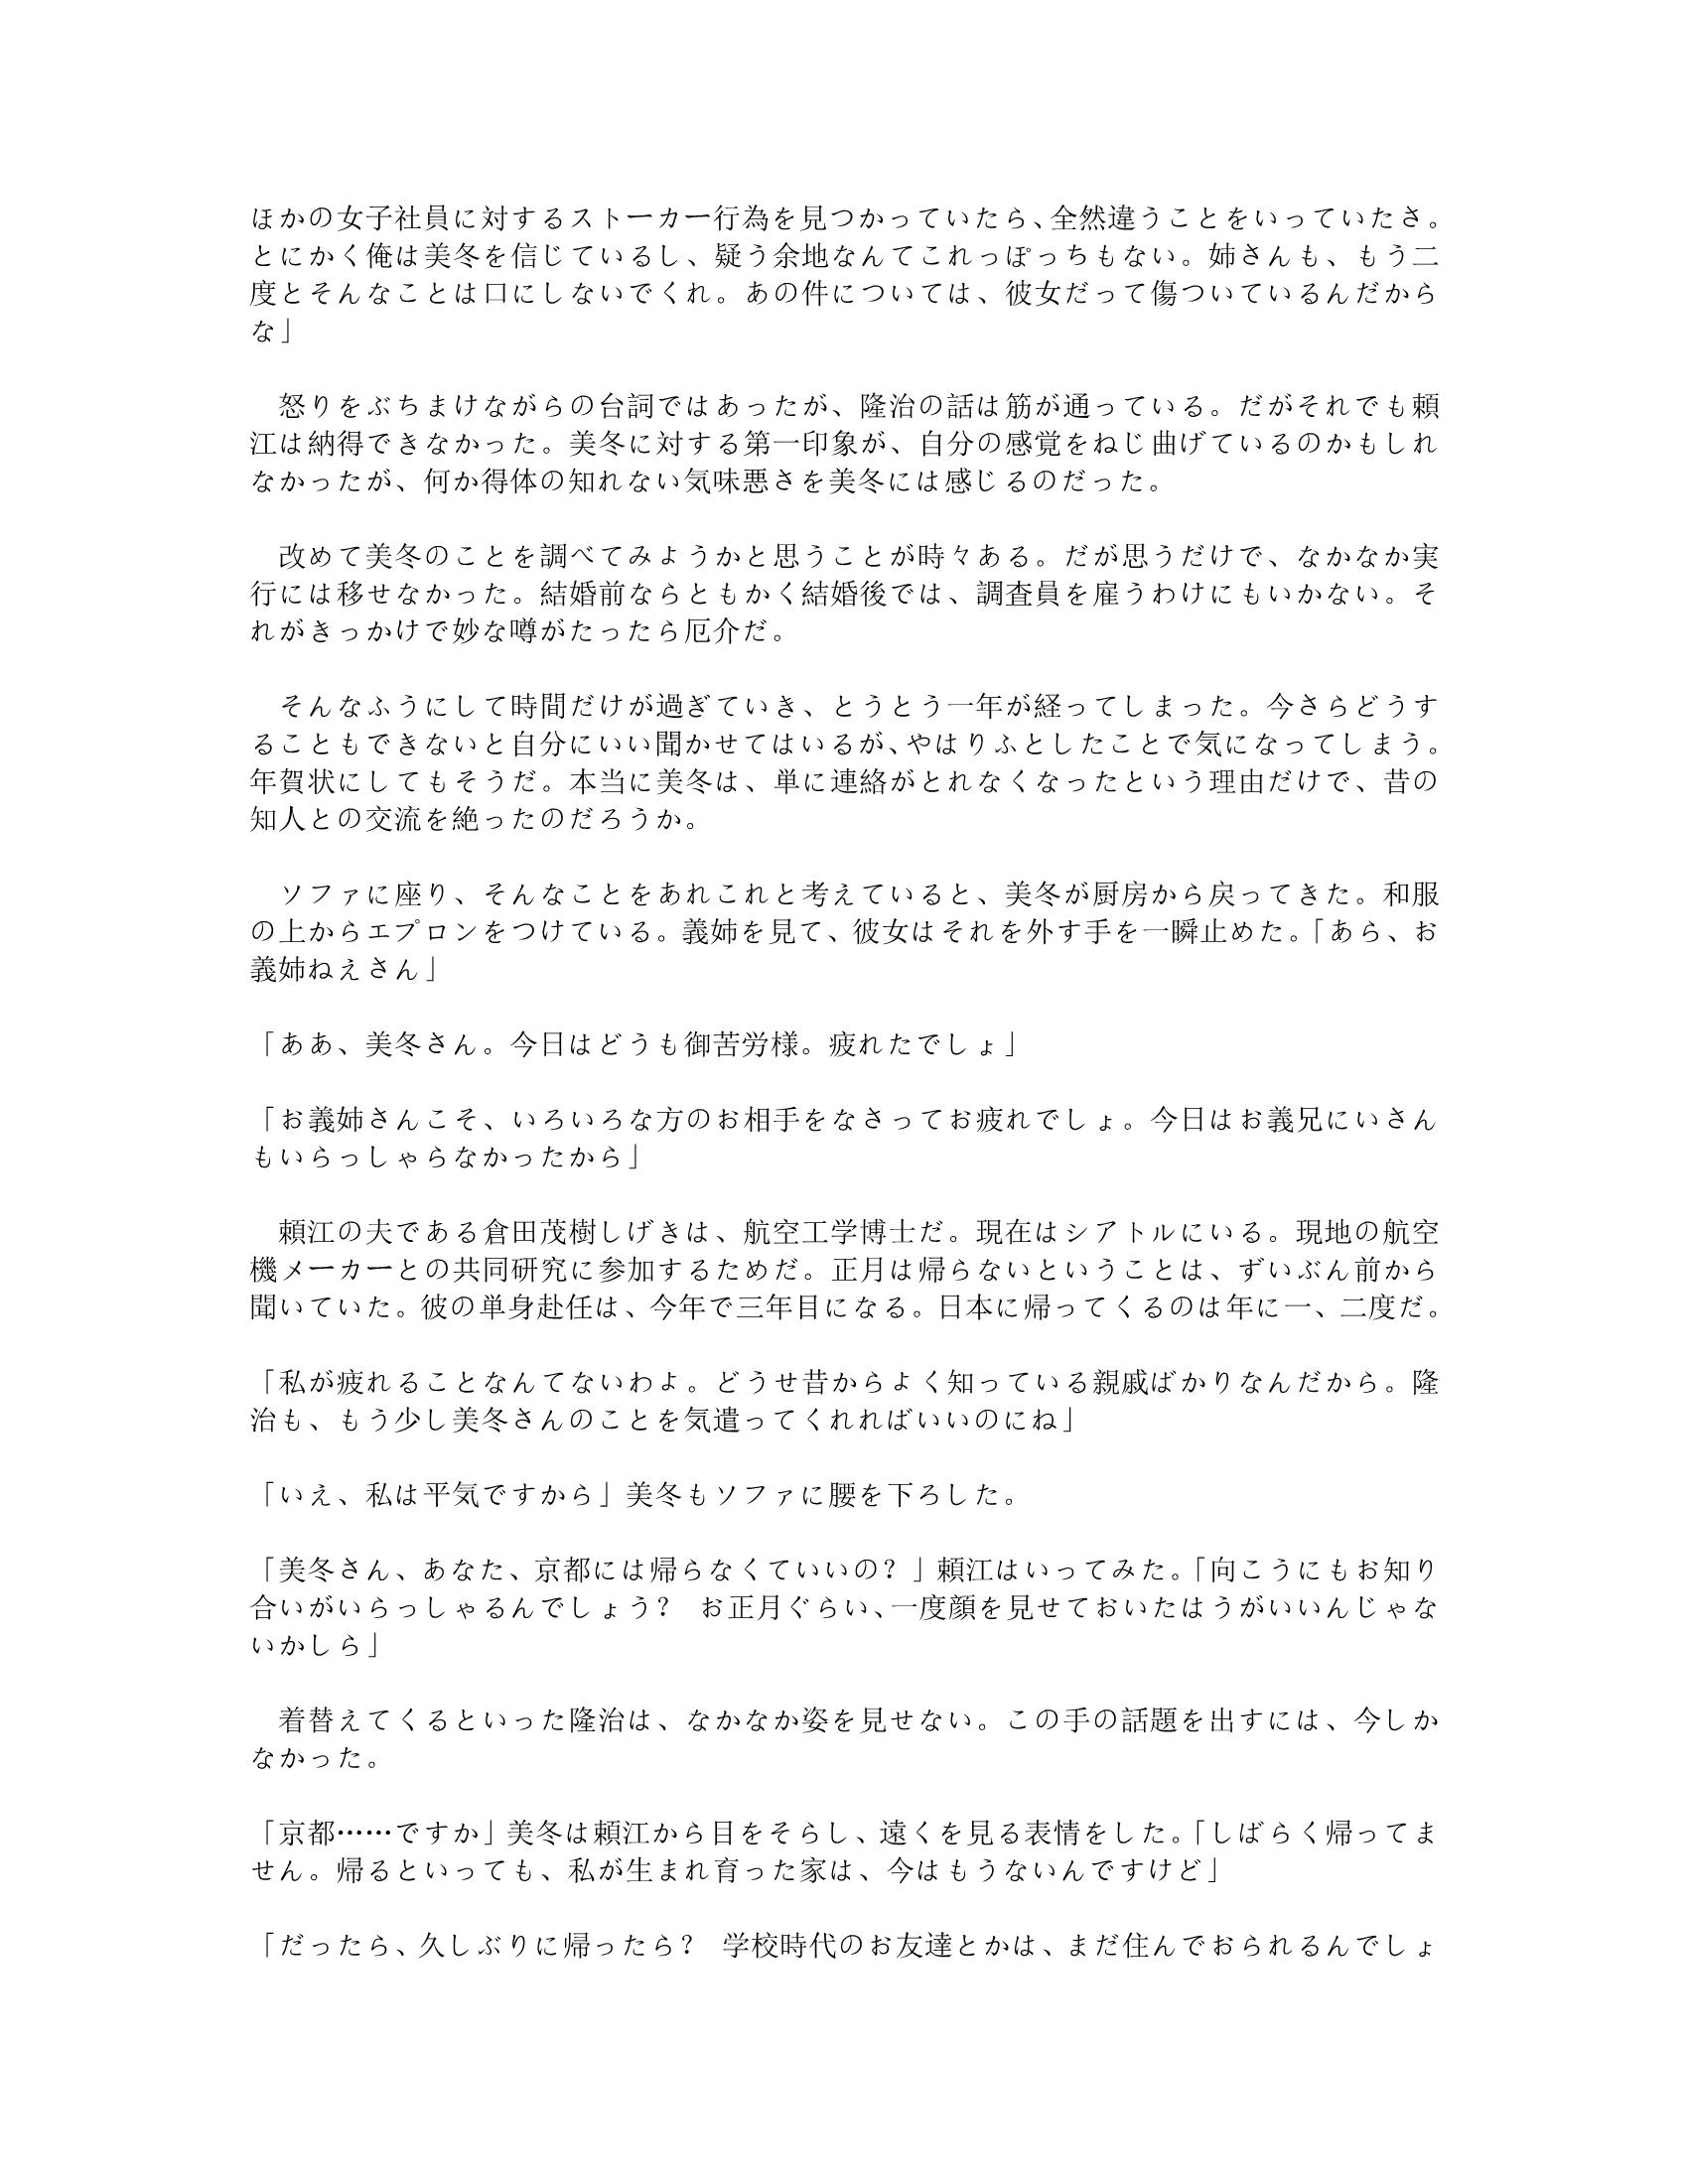 ほかの女子社員に対するストーカー行為を見つかっていたら、全然違うことをいっていたさ。
とにかく俺は美冬を信じているし、疑う余地なんてこれっぽっちもない。姉さんも、もう二
度とそんなことは口にしないでくれ。あの件については、彼女だって傷ついているんだから
な」
　怒りをぶちまけながらの台詞ではあったが、隆治の話は筋が通っている。だがそれでも頼
江は納得できなかった。美冬に対する第一印象が、自分の感覚をねじ曲げているのかもしれ
なかったが、何か得体の知れない気味悪さを美冬には感じるのだった。
　改めて美冬のことを調べてみようかと思うことが時々ある。だが思うだけで、なかなか実
行には移せなかった。結婚前ならともかく結婚後では、調査員を雇うわけにもいかない。そ
れがきっかけで妙な噂がたったら厄介だ。
　そんなふうにして時間だけが過ぎていき、とうとう一年が経ってしまった。今さらどうす
ることもできないと自分にいい聞かせてはいるが、やはりふとしたことで気になってしまう。
年賀状にしてもそうだ。本当に美冬は、単に連絡がとれなくなったという理由だけで、昔の
知人との交流を絶ったのだろうか。
　ソファに座り、そんなことをあれこれと考えていると、美冬が厨房から戻ってきた。和服
の上からエプロンをつけている。義姉を見て、彼女はそれを外す手を一瞬止めた。「あら、お
義姉ねえさん」
「ああ、美冬さん。今日はどうも御苦労様。疲れたでしょ」
「お義姉さんこそ、いろいろな方のお相手をなさってお疲れでしょ。今日はお義兄にいさん
もいらっしゃらなかったから」
　頼江の夫である倉田茂樹しげきは、航空工学博士だ。現在はシアトルにいる。現地の航空
機メーカーとの共同研究に参加するためだ。正月は帰らないということは、ずいぶん前から
聞いていた。彼の単身赴任は、今年で三年目になる。日本に帰ってくるのは年に一、二度だ。
「私が疲れることなんてないわよ。どうせ昔からよく知っている親戚ばかりなんだから。隆
治も、もう少し美冬さんのことを気遣ってくれればいいのにね」
「いえ、私は平気ですから」美冬もソファに腰を下ろした。
「美冬さん、あなた、京都には帰らなくていいの？」頼江はいってみた。「向こうにもお知り
合いがいらっしゃるんでしょう？　お正月ぐらい、一度顔を見せておいたはうがいいんじゃな
いかしら」
　着替えてくるといった隆治は、なかなか姿を見せない。この手の話題を出すには、今しか
なかった。
「京都……ですか」美冬は頼江から目をそらし、遠くを見る表情をした。「しばらく帰ってま
せん。帰るといっても、私が生まれ育った家は、今はもうないんですけど」
「だったら、久しぶりに帰ったら？　学校時代のお友達とかは、まだ住んでおられるんでしょ